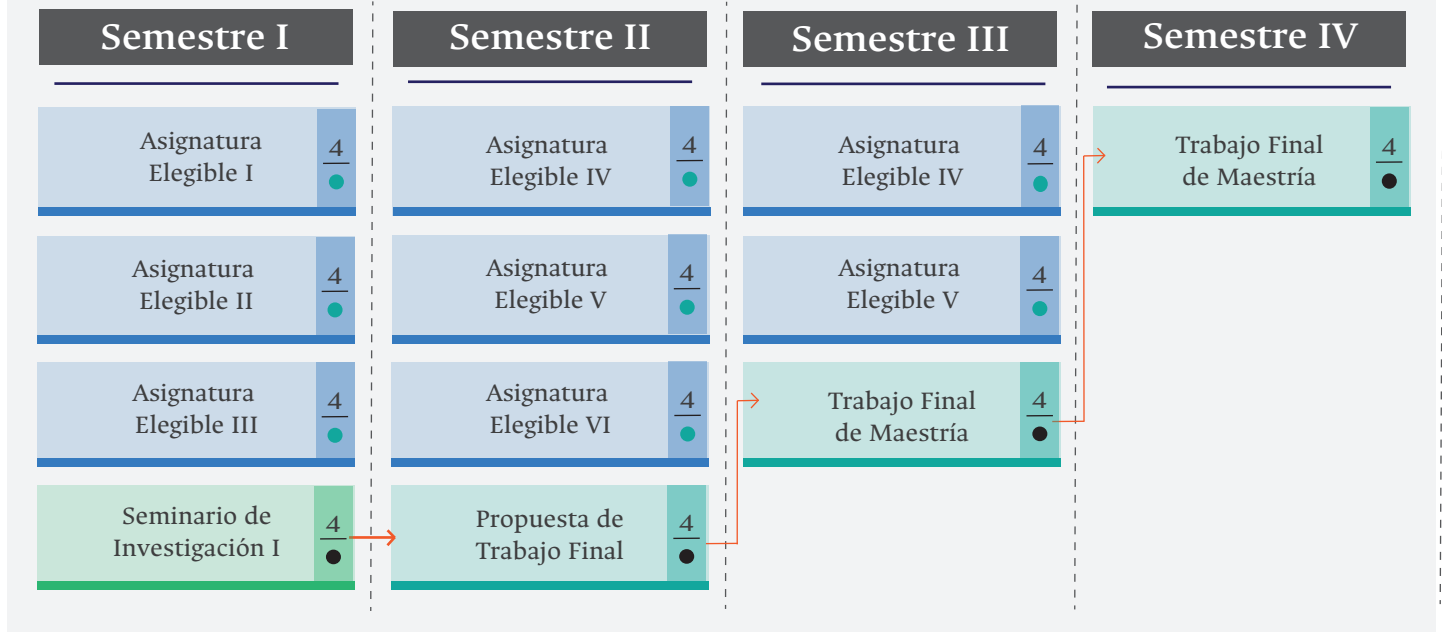 Semestre I
Asignatura
Elegible I
4
Asignatura
Elegible II
4
Asignatura
Elegible III
4
Seminario de
Investigación I
4
Semestre II
Asignatura
Elegible IV
4
Asignatura
Elegible V
4
Asignatura
Elegible VI
4
Propuesta de
Trabajo Final
4
Semestre III
Asignatura
Elegible IV
4
Asignatura
Elegible V
4
Trabajo Final
de Maestría
4
Semestre IV
Trabajo Final
de Maestría
4